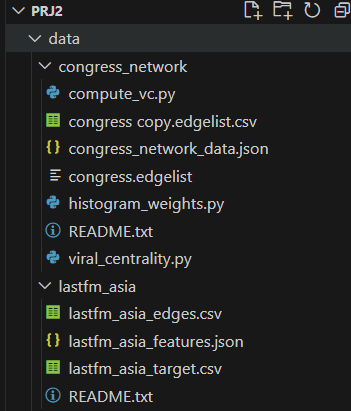 PRJ2
data
congress_network
compute_vc.py
congress copy.edgelist.csv
congress_network_data.json
congress.edgelist
histogram_weights.py
README.txt
viral_centrality.py
lastfm_asia
lastfm_asia_edges.csv
lastfm_asia_features.json
lastfm_asia_target.csv
README.txt